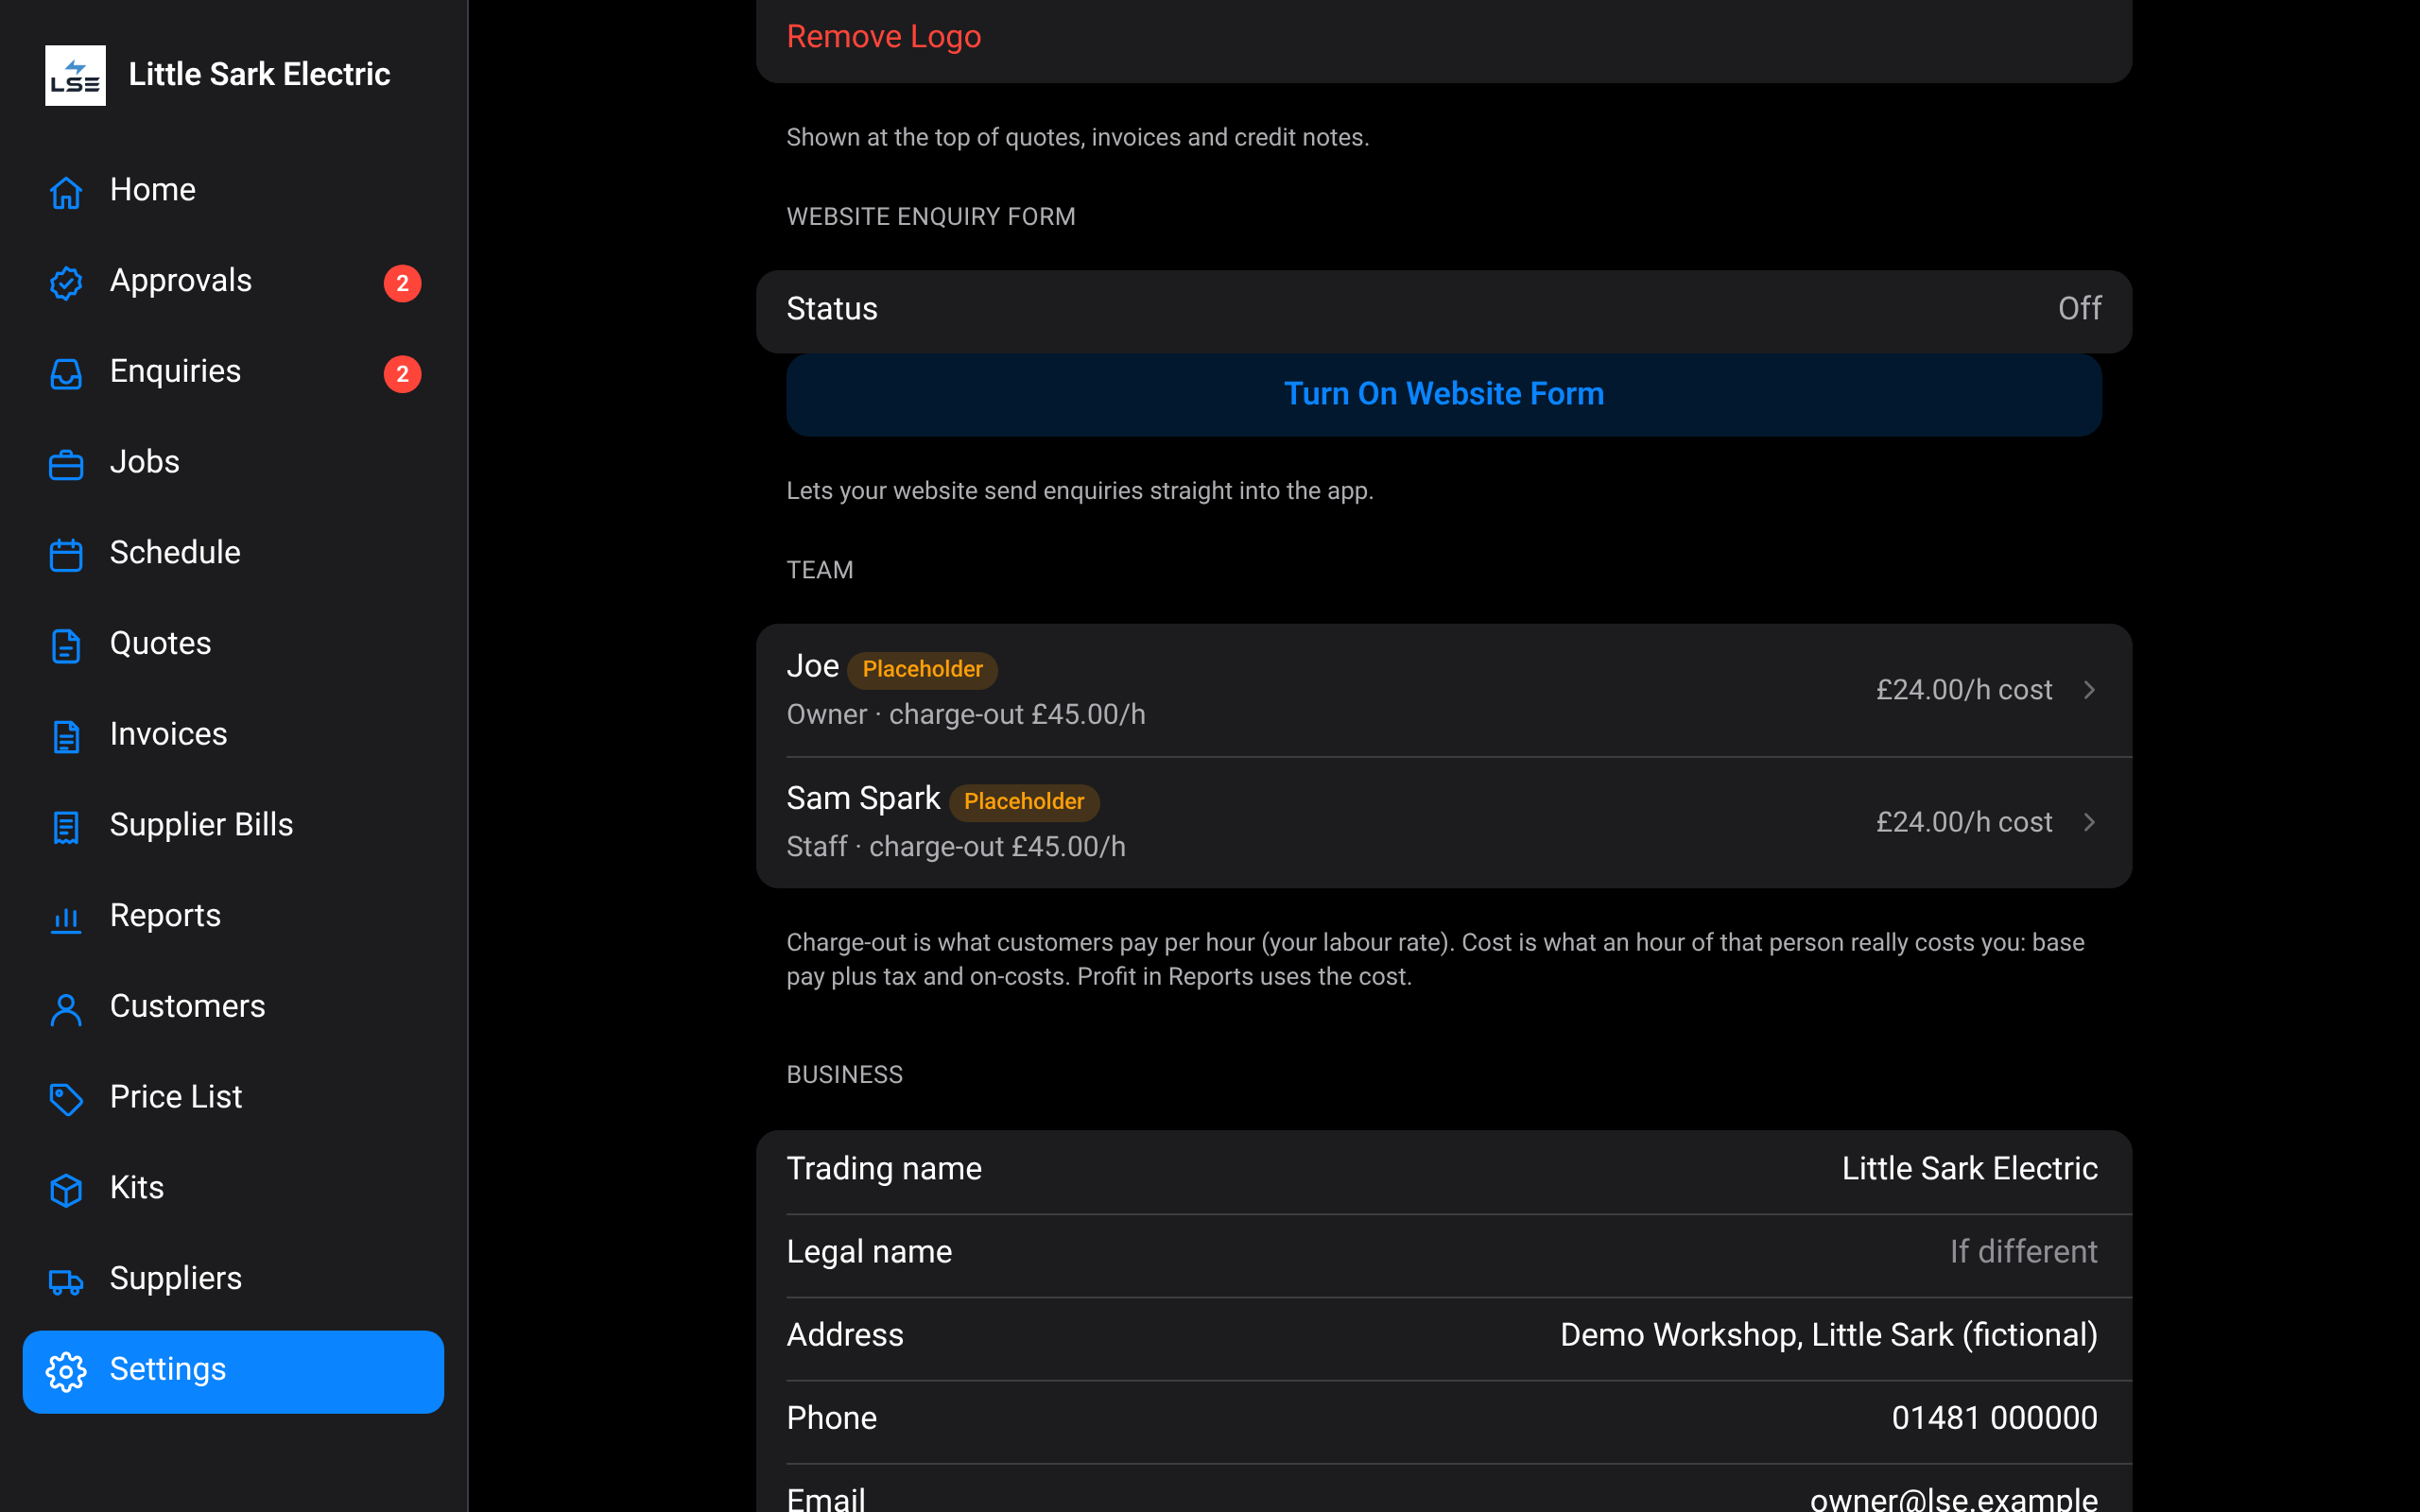 LSE
Little Sark Electric
Home
Approvals 2
Enquiries 2
Jobs
Schedule
Quotes
Invoices
Supplier Bills
Reports
Customers
Price List
Kits
Suppliers
Settings
Remove Logo
Shown at the top of quotes, invoices and credit notes.
WEBSITE ENQUIRY FORM
Status Off
Turn On Website Form
Lets your website send enquiries straight into the app.
TEAM
Joe Placeholder
Owner · charge-out £45.00/h
£24.00/h cost
Sam Spark Placeholder
Staff · charge-out £45.00/h
£24.00/h cost
Charge-out is what customers pay per hour (your labour rate). Cost is what an hour of that person really costs you: base
pay plus tax and on-costs. Profit in Reports uses the cost.
BUSINESS
Trading name Little Sark Electric
Legal name If different
Address Demo Workshop, Little Sark (fictional)
Phone 01481 000000
Email owner@lse.example